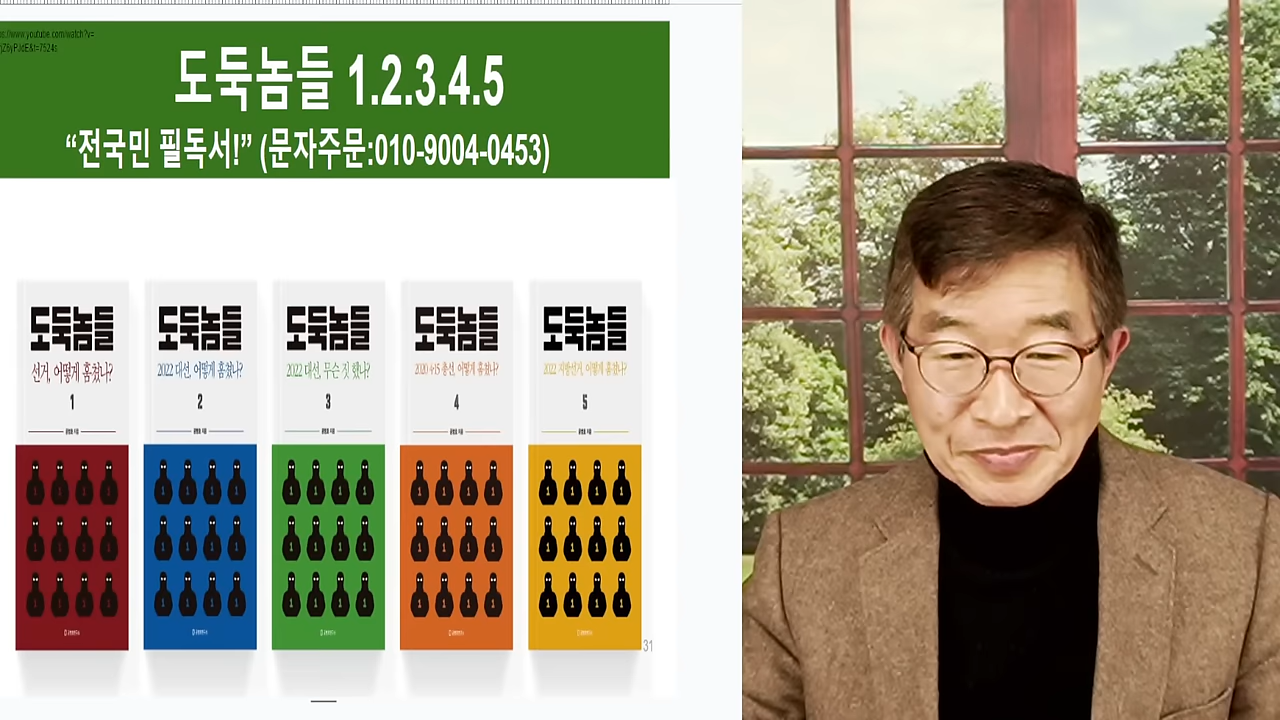 도둑놈들 1.2.3.4.5
“전국민 필독서!” (문자주문:010-9004-0453)
도둑놈들
선거, 어떻게 훔쳤나?
1
도둑놈들
2022 대선, 어떻게 훔쳤나?
2
도둑놈들
2022 대선, 무슨 짓 했나?
3
도둑놈들
2020 4·15 총선, 어떻게 훔쳤나?
4
도둑놈들
2022 지방선거, 어떻게 훔쳤나?
5
31